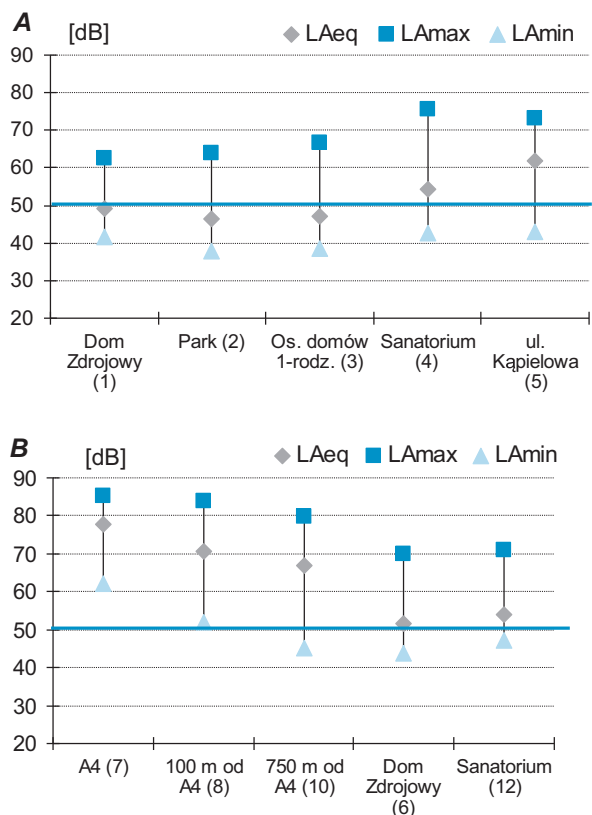 A
[dB]
LAeq LAmax LAmin
90
80
70
60
50
40
30
20
Dom Zdrojowy (1)
Park (2)
Os. domów 1-rodz. (3)
Sanatorium (4)
ul. Kąpielowa (5)
B
[dB]
LAeq LAmax LAmin
90
80
70
60
50
40
30
20
A4 (7)
100 m od A4 (8)
750 m od A4 (10)
Dom Zdrojowy (6)
Sanatorium (12)